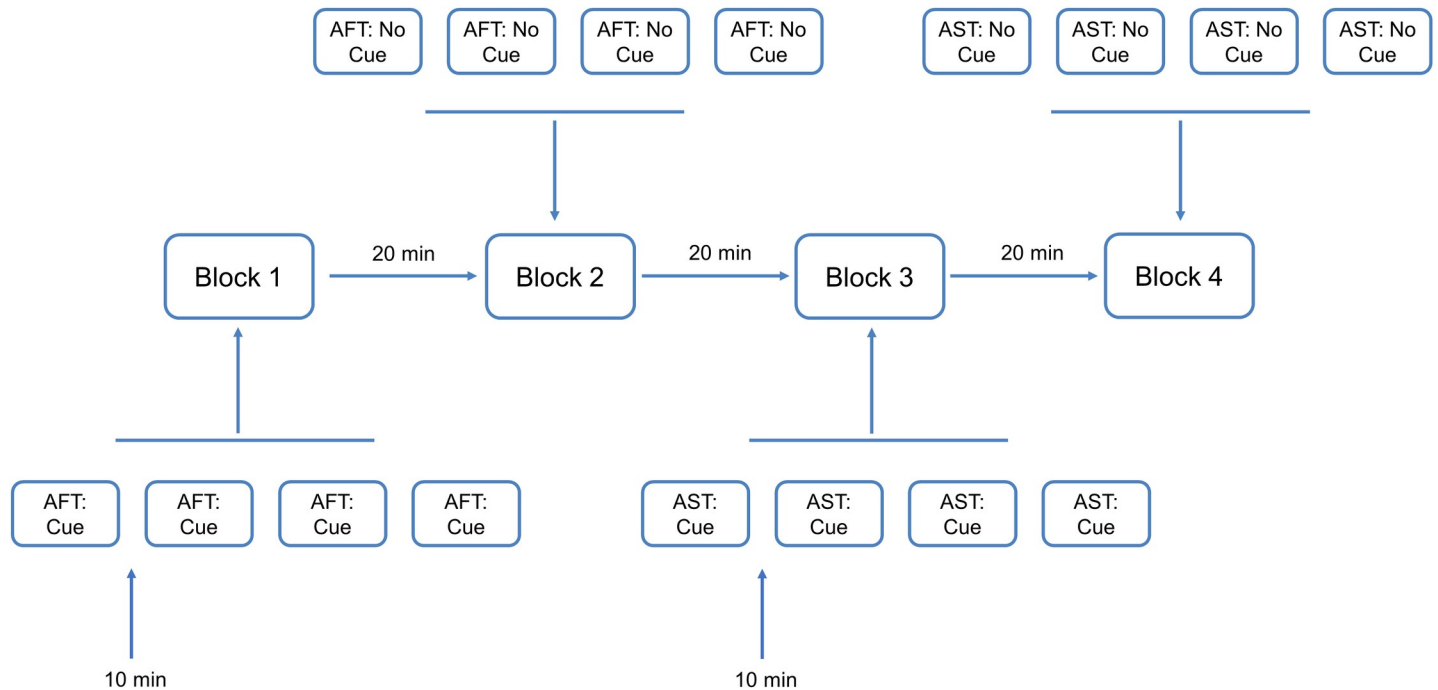 AFT: No
Cue
AFT: No
Cue
AFT: No
Cue
AFT: No
Cue
AST: No
Cue
AST: No
Cue
AST: No
Cue
AST: No
Cue
Block 1
20 min
Block 2
20 min
Block 3
20 min
Block 4
AFT:
Cue
AFT:
Cue
AFT:
Cue
AFT:
Cue
AST:
Cue
AST:
Cue
AST:
Cue
AST:
Cue
10 min
10 min